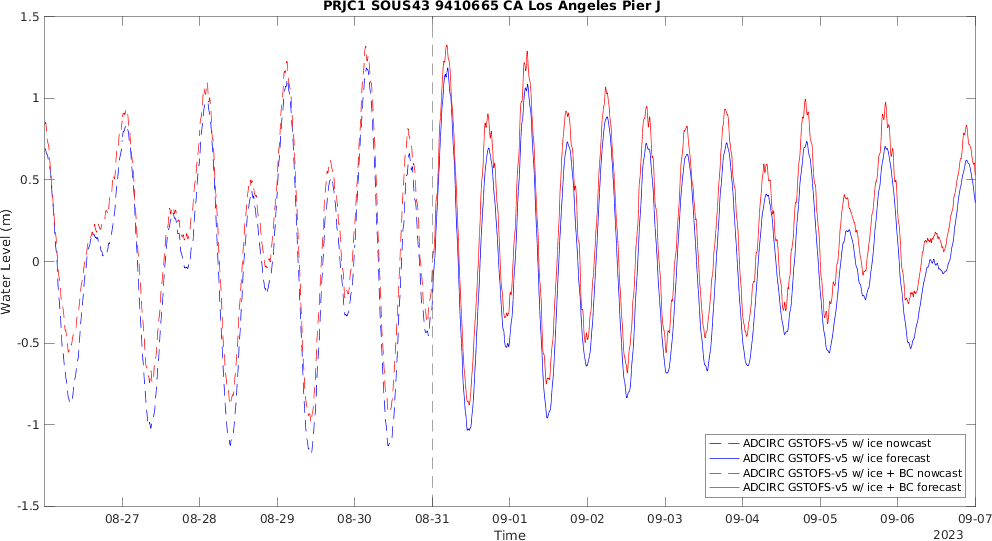 PRJC1 SOUS43 9410665 CA Los Angeles Pier J
Water Level (m)
1.5
1
0.5
0
-0.5
-1
-1.5
ADCIRC GSTOFS-v5 w/ ice nowcast
ADCIRC GSTOFS-v5 w/ ice forecast
ADCIRC GSTOFS-v5 w/ ice + BC nowcast
ADCIRC GSTOFS-v5 w/ ice + BC forecast
08-27 08-28 08-29 08-30 08-31 09-01 09-02 09-03 09-04 09-05 09-06 09-07
Time
2023